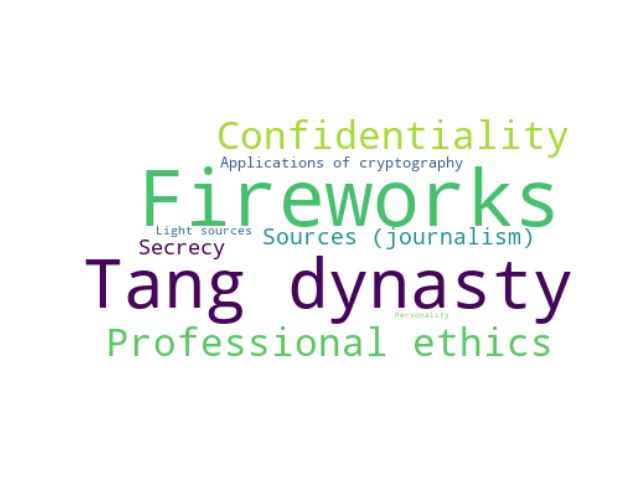 Confidentiality
Applications of cryptography
Fireworks
Light sources
Sources (journalism)
Secrecy
Tang dynasty
Personality
Professional ethics